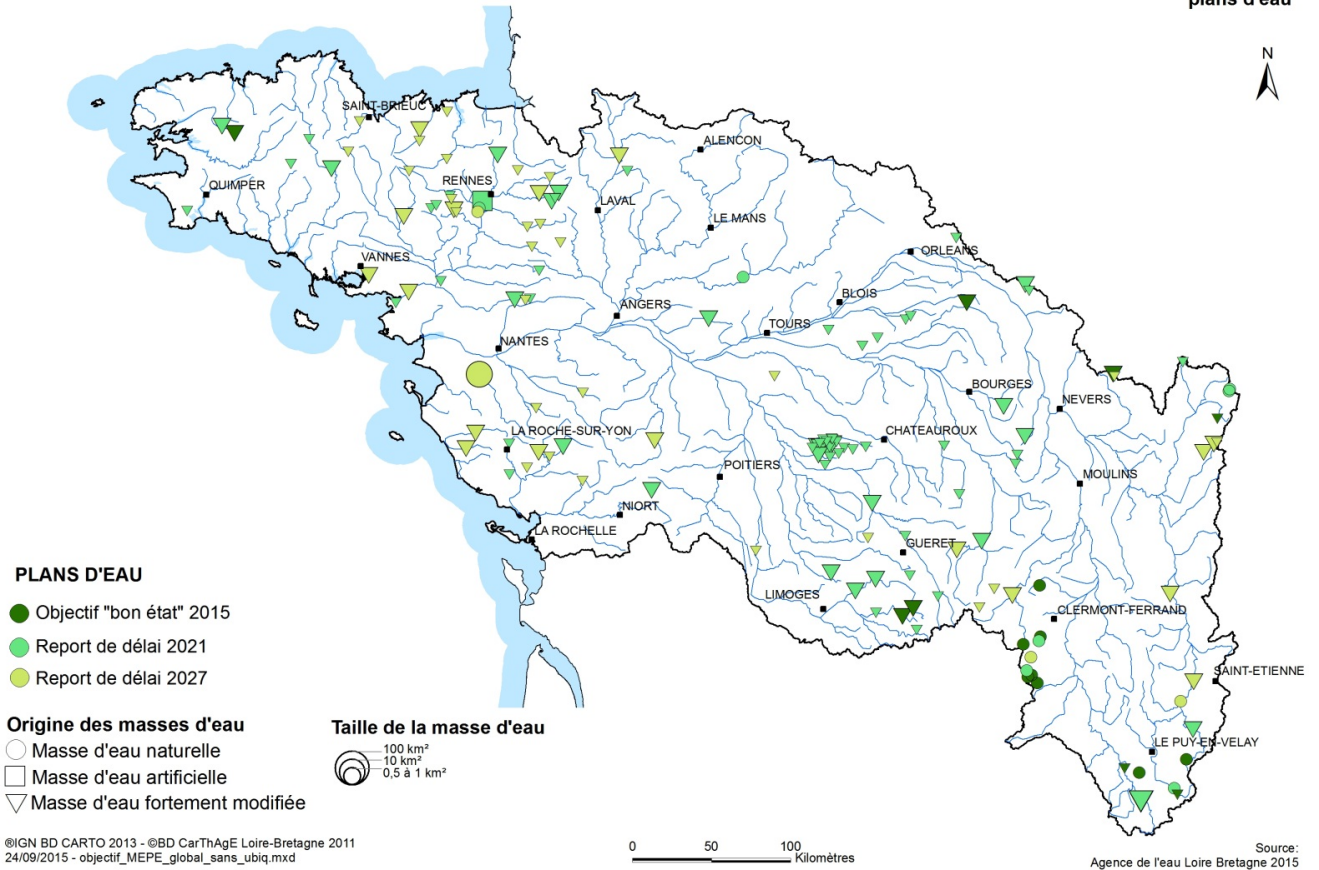 plans d'eau
N
SAINT-BRIEUC
ALENCON
QUIMPER
RENNES
LAVAL
LE MANS
VANNES
ORLEANS
ANGERS
BLOIS
TOURS
NANTES
BOURGES
NEVERS
LA ROCHE-SUR-YON
CHATEAUROUX
POITIERS
MOULINS
NIORT
LA ROCHELLE
GUERET
LIMOGES
CLERMONT-FERRAND
SAINT-ETIENNE
LE PUY-EN-VELAY
PLANS D'EAU
Objectif "bon état" 2015
Report de délai 2021
Report de délai 2027
Origine des masses d'eau
Masse d'eau naturelle
Masse d'eau artificielle
Masse d'eau fortement modifiée
Taille de la masse d'eau
100 km²
10 km²
0,5 à 1 km²
®IGN BD CARTO 2013 - ©BD CarThAgE Loire-Bretagne 2011
24/09/2015 - objectif_MEPE_global_sans_ubiq.mxd
0 50 100
Kilomètres
Source:
Agence de l'eau Loire Bretagne 2015